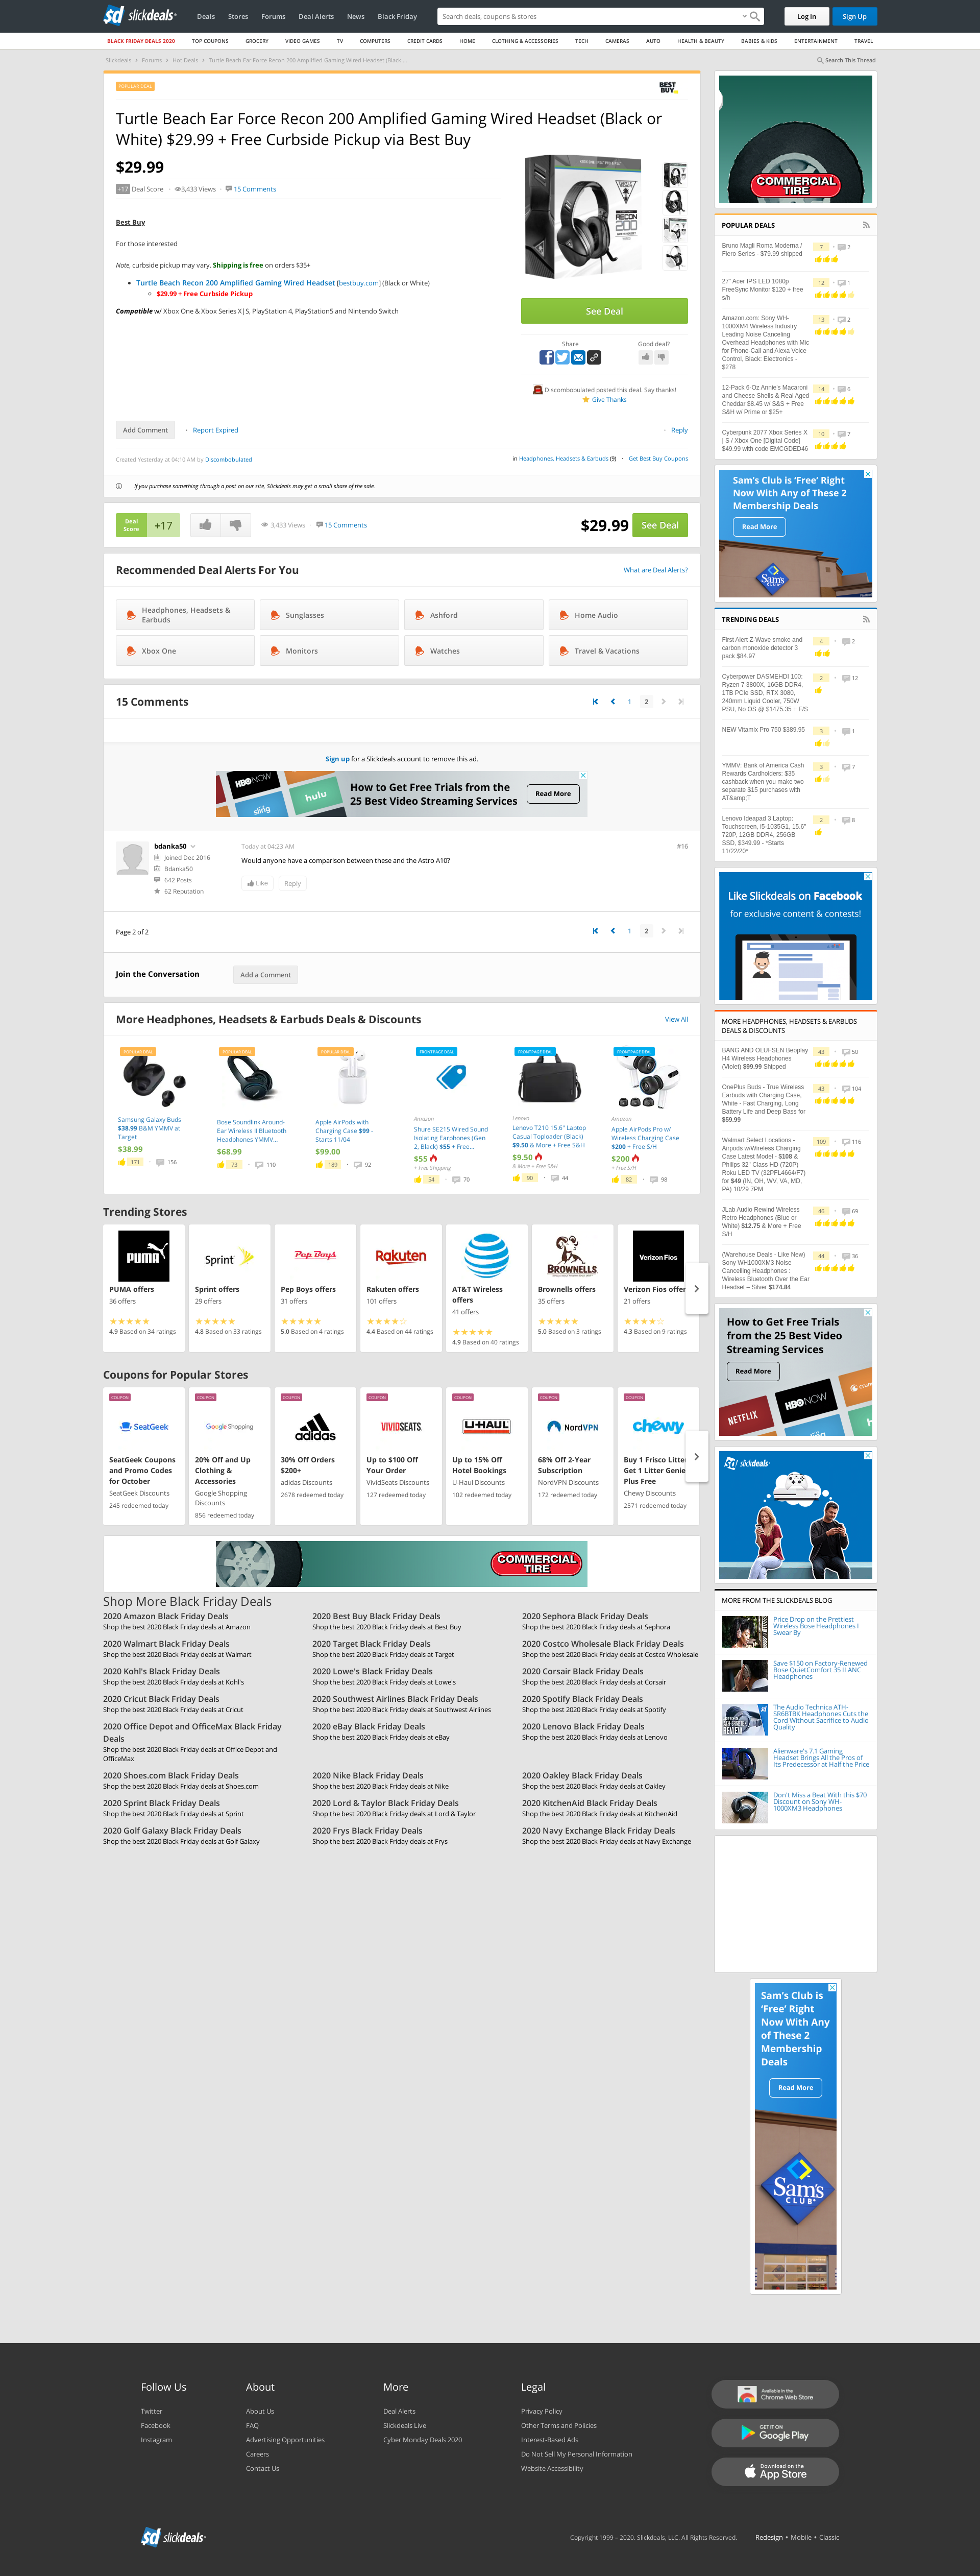 slickdeals
Deals Stores Forums Deal Alerts News Black Friday
Search deals, coupons & stores
Log In Sign Up
BLACK FRIDAY DEALS 2020 TOP COUPONS GROCERY VIDEO GAMES TV COMPUTERS CREDIT CARDS HOME CLOTHING & ACCESSORIES TECH CAMERAS AUTO HEALTH & BEAUTY BABIES & KIDS ENTERTAINMENT TRAVEL
Slickdeals Forums Hot Deals Turtle Beach Ear Force Recon 200 Amplified Gaming Wired Headset (Black ...
Search This Thread
POPULAR DEAL
BEST BUY
Turtle Beach Ear Force Recon 200 Amplified Gaming Wired Headset (Black or
White) $29.99 + Free Curbside Pickup via Best Buy
$29.99
+17 Deal Score 3,433 Views 15 Comments
Best Buy
For those interested
Note, curbside pickup may vary. Shipping is free on orders $35+
Turtle Beach Recon 200 Amplified Gaming Wired Headset [bestbuy.com] (Black or White)
$29.99 + Free Curbside Pickup
Compatible w/ Xbox One & Xbox Series X|S, PlayStation 4, PlayStation5 and Nintendo Switch
RECON 200
See Deal
Share
Good deal?
Discombobulated posted this deal. Say thanks!
Give Thanks
Add Comment Report Expired Reply
Created Yesterday at 04:10 AM by Discombobulated
in Headphones, Headsets & Earbuds (9) Get Best Buy Coupons
If you purchase something through a post on our site, Slickdeals may get a small share of the sale.
Deal Score +17 3,433 Views 15 Comments $29.99 See Deal
Recommended Deal Alerts For You What are Deal Alerts?
Headphones, Headsets & Earbuds
Sunglasses
Ashford
Home Audio
Xbox One
Monitors
Watches
Travel & Vacations
15 Comments 1 2
Sign up for a Slickdeals account to remove this ad.
HBONOW sling hulu
How to Get Free Trials from the
25 Best Video Streaming Services
Read More
bdanka50
Joined Dec 2016
Bdanka50
642 Posts
62 Reputation
Today at 04:23 AM #16
Would anyone have a comparison between these and the Astro A10?
Like Reply
Page 2 of 2 1 2
Join the Conversation Add a Comment
More Headphones, Headsets & Earbuds Deals & Discounts View All
POPULAR DEAL
Samsung Galaxy Buds
$38.99 B&M YMMV at
Target
$38.99
171 156
POPULAR DEAL
Bose Soundlink Around-
Ear Wireless II Bluetooth
Headphones YMMV...
$68.99
73 110
POPULAR DEAL
Apple AirPods with
Charging Case $99 -
Starts 11/04
$99.00
189 92
FRONTPAGE DEAL
Amazon
Shure SE215 Wired Sound
Isolating Earphones (Gen
2, Black) $55 + Free...
$55
+ Free Shipping
54 70
FRONTPAGE DEAL
Lenovo
Lenovo T210 15.6" Laptop
Casual Toploader (Black)
$9.50 & More + Free S&H
$9.50
& More + Free S&H
90 44
FRONTPAGE DEAL
Amazon
Apple AirPods Pro w/
Wireless Charging Case
$200 + Free S/H
$200
+ Free S/H
82 98
Trending Stores
PUMA
PUMA offers
36 offers
4.9 Based on 34 ratings
Sprint
Sprint offers
29 offers
4.8 Based on 33 ratings
Pep Boys
Pep Boys offers
31 offers
5.0 Based on 4 ratings
Rakuten
Rakuten offers
101 offers
4.4 Based on 44 ratings
AT&T Wireless
offers
41 offers
4.9 Based on 40 ratings
BROWNELLS
Brownells offers
35 offers
5.0 Based on 3 ratings
Verizon Fios
Verizon Fios offer
21 offers
4.3 Based on 9 ratings
Coupons for Popular Stores
COUPON
SeatGeek
SeatGeek Coupons
and Promo Codes
for October
SeatGeek Discounts
245 redeemed today
COUPON
Google Shopping
20% Off and Up
Clothing &
Accessories
Google Shopping
Discounts
856 redeemed today
COUPON
adidas
30% Off Orders
$200+
adidas Discounts
2678 redeemed today
COUPON
VIVIDSEATS
Up to $100 Off
Your Order
VividSeats Discounts
127 redeemed today
COUPON
U-HAUL
Up to 15% Off
Hotel Bookings
U-Haul Discounts
102 redeemed today
COUPON
NordVPN
68% Off 2-Year
Subscription
NordVPN Discounts
172 redeemed today
COUPON
chewy
Buy 1 Frisco Litter
Get 1 Litter Genie
Plus Free
Chewy Discounts
2571 redeemed today
COMMERCIAL TIRE
Shop More Black Friday Deals
2020 Amazon Black Friday Deals
Shop the best 2020 Black Friday deals at Amazon
2020 Best Buy Black Friday Deals
Shop the best 2020 Black Friday deals at Best Buy
2020 Sephora Black Friday Deals
Shop the best 2020 Black Friday deals at Sephora
2020 Walmart Black Friday Deals
Shop the best 2020 Black Friday deals at Walmart
2020 Target Black Friday Deals
Shop the best 2020 Black Friday deals at Target
2020 Costco Wholesale Black Friday Deals
Shop the best 2020 Black Friday deals at Costco Wholesale
2020 Kohl's Black Friday Deals
Shop the best 2020 Black Friday deals at Kohl's
2020 Lowe's Black Friday Deals
Shop the best 2020 Black Friday deals at Lowe's
2020 Corsair Black Friday Deals
Shop the best 2020 Black Friday deals at Corsair
2020 Cricut Black Friday Deals
Shop the best 2020 Black Friday deals at Cricut
2020 Southwest Airlines Black Friday Deals
Shop the best 2020 Black Friday deals at Southwest Airlines
2020 Spotify Black Friday Deals
Shop the best 2020 Black Friday deals at Spotify
2020 Office Depot and OfficeMax Black Friday
Deals
Shop the best 2020 Black Friday deals at Office Depot and
OfficeMax
2020 eBay Black Friday Deals
Shop the best 2020 Black Friday deals at eBay
2020 Lenovo Black Friday Deals
Shop the best 2020 Black Friday deals at Lenovo
2020 Shoes.com Black Friday Deals
Shop the best 2020 Black Friday deals at Shoes.com
2020 Nike Black Friday Deals
Shop the best 2020 Black Friday deals at Nike
2020 Oakley Black Friday Deals
Shop the best 2020 Black Friday deals at Oakley
2020 Sprint Black Friday Deals
Shop the best 2020 Black Friday deals at Sprint
2020 Lord & Taylor Black Friday Deals
Shop the best 2020 Black Friday deals at Lord & Taylor
2020 KitchenAid Black Friday Deals
Shop the best 2020 Black Friday deals at KitchenAid
2020 Golf Galaxy Black Friday Deals
Shop the best 2020 Black Friday deals at Golf Galaxy
2020 Frys Black Friday Deals
Shop the best 2020 Black Friday deals at Frys
2020 Navy Exchange Black Friday Deals
Shop the best 2020 Black Friday deals at Navy Exchange
COMMERCIAL TIRE
POPULAR DEALS
Bruno Magli Roma Moderna /
Fiero Series - $79.99 shipped
7 2
27" Acer IPS LED 1080p
FreeSync Monitor $120 + free
s/h
12 1
Amazon.com: Sony WH-
1000XM4 Wireless Industry
Leading Noise Canceling
Overhead Headphones with Mic
for Phone-Call and Alexa Voice
Control, Black: Electronics -
$278
13 2
12-Pack 6-Oz Annie's Macaroni
and Cheese Shells & Real Aged
Cheddar $8.45 w/ S&S + Free
S&H w/ Prime or $25+
14 6
Cyberpunk 2077 Xbox Series X
| S / Xbox One [Digital Code]
$49.99 with code EMCGDED46
10 7
Sam's Club is 'Free' Right
Now With Any of These 2
Membership Deals
Read More
Sam's CLUB
TRENDING DEALS
First Alert Z-Wave smoke and
carbon monoxide detector 3
pack $84.97
4 2
Cyberpower DASMEHDI 100:
Ryzen 7 3800X, 16GB DDR4,
1TB PCIe SSD, RTX 3080,
240mm Liquid Cooler, 750W
PSU, No OS @ $1475.35 + F/S
2 12
NEW Vitamix Pro 750 $389.95
3 1
YMMV: Bank of America Cash
Rewards Cardholders: $35
cashback when you make two
separate $15 purchases with
AT&amp;T
3 7
Lenovo Ideapad 3 Laptop:
Touchscreen, i5-1035G1, 15.6"
720P, 12GB DDR4, 256GB
SSD, $349.99 - *Starts
11/22/20*
2 8
Like Slickdeals on Facebook
for exclusive content & contests!
MORE HEADPHONES, HEADSETS & EARBUDS
DEALS & DISCOUNTS
BANG AND OLUFSEN Beoplay
H4 Wireless Headphones
(Violet) $99.99 Shipped
43 50
OnePlus Buds - True Wireless
Earbuds with Charging Case,
White - Fast Charging, Long
Battery Life and Deep Bass for
$59.99
43 104
Walmart Select Locations -
Airpods w/Wireless Charging
Case Latest Model - $108 &
Philips 32" Class HD (720P)
Roku LED TV (32PFL4664/F7)
for $49 (IN, OH, WV, VA, MD,
PA) 10/29 7PM
109 116
JLab Audio Rewind Wireless
Retro Headphones (Blue or
White) $12.75 & More + Free
S/H
46 69
(Warehouse Deals - Like New)
Sony WH1000XM3 Noise
Cancelling Headphones :
Wireless Bluetooth Over the Ear
Headphone – Silver $174.84
44 36
How to Get Free Trials
from the 25 Best Video
Streaming Services
Read More
NETFLIX HBONOW crunchyroll
slickdeals
MORE FROM THE SLICKDEALS BLOG
Price Drop on the Prettiest
Wireless Bose Headphones I
Swear By
Save $150 on Factory-Renewed
Bose QuietComfort 35 II ANC
Headphones
The Audio Technica ATH-
SR6BTBK Headphones Cuts the
Cord Without Sacrifice to Audio
Quality
Alienware's 7.1 Gaming
Headset Brings All the Pros of
Its Predecessor at Half the Price
Don't Miss a Beat With this $70
Discount on Sony WH-
1000XM3 Headphones
Sam's Club is
'Free' Right
Now With Any
of These 2
Membership
Deals
Read More
Sam's CLUB
Follow Us
Twitter
Facebook
Instagram
About
About Us
FAQ
Advertising Opportunities
Careers
Contact Us
More
Deal Alerts
Slickdeals Live
Cyber Monday Deals 2020
Legal
Privacy Policy
Other Terms and Policies
Interest-Based Ads
Do Not Sell My Personal Information
Website Accessibility
Available in the
Chrome Web Store
GET IT ON
Google Play
Download on the
App Store
slickdeals
Copyright 1999 – 2020. Slickdeals, LLC. All Rights Reserved. Redesign • Mobile • Classic